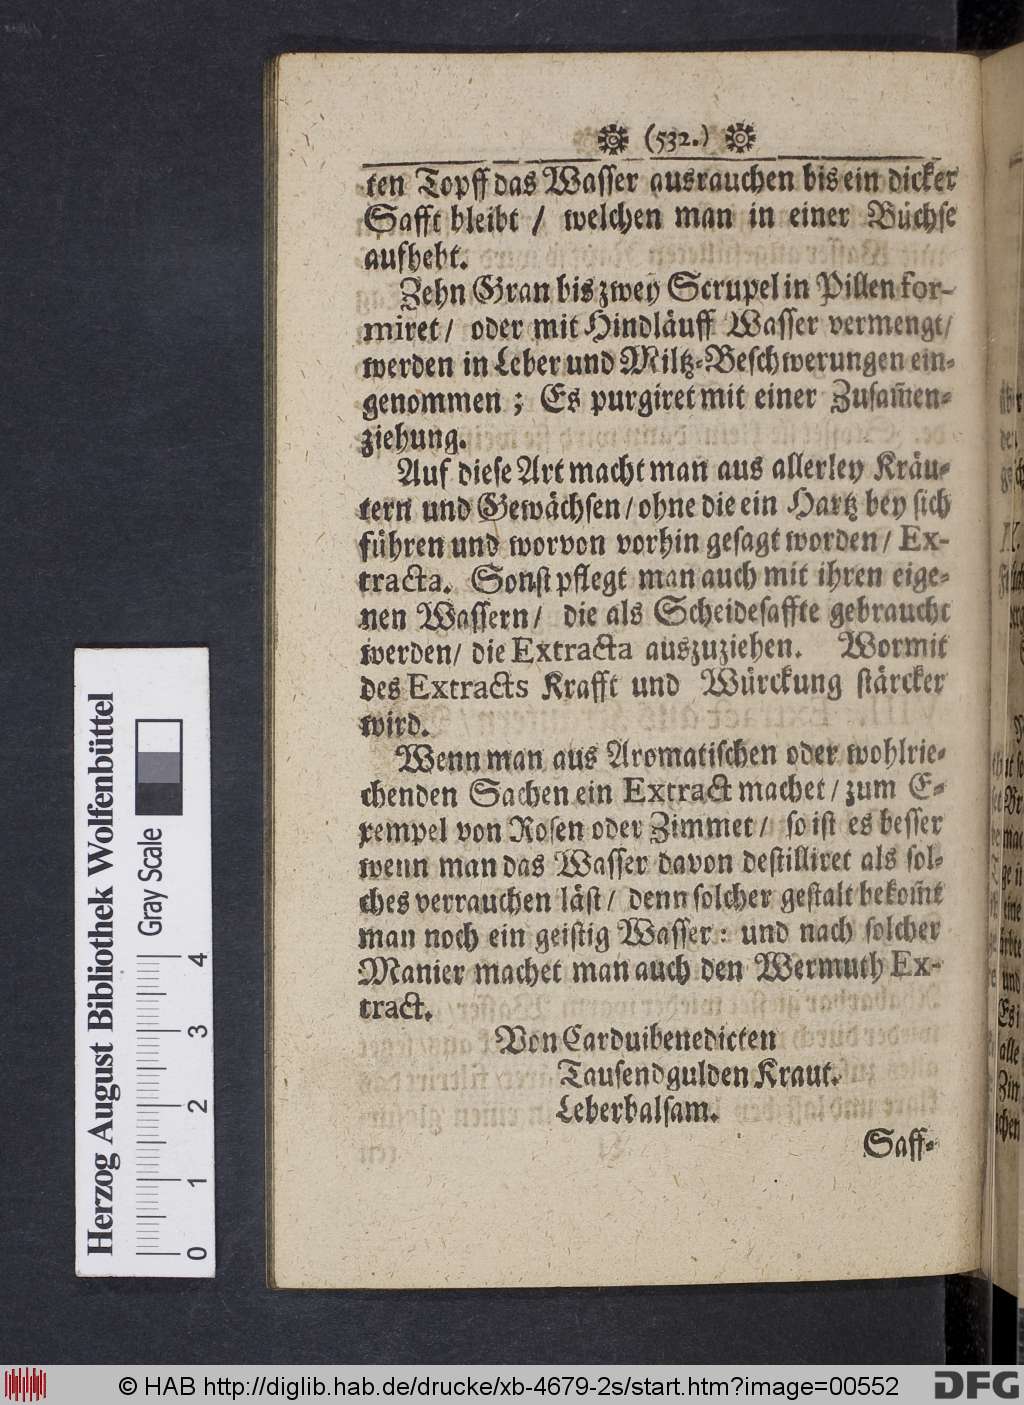 (532.)
ten Topff das Waſſer ausrauchen bis ein dicker
Safft bleibt / welchen man in einer Büchſe
aufhebt.
Zehn Gran bis zwey Scrupel in Pillen for-
miret / oder mit Hindläuff Waſſer vermengt /
werden in Leber und Miltz-Beſchwerungen ein-
genommen ; Es purgiret mit einer Zuſam̃en-
ziehung.
Auf dieſe Art macht man aus allerley Kräu-
tern und Gewächſen / ohne die ein Hartz bey ſich
führen und worvon vorhin geſagt worden / Ex-
tracta. Sonſt pflegt man auch mit ihren eige-
nen Waſſern / die als Scheideſaffte gebraucht
werden / die Extracta auszuziehen. Wormit
des Extracts Krafft und Würckung ſtärcker
wird.
Wenn man aus Aromatiſchen oder wohlrie-
chenden Sachen ein Extract machet / zum E-
xempel von Roſen oder Zimmet / ſo iſt es beſſer
wenn man das Waſſer davon deſtilliret als ſol-
ches verrauchen läſt / denn ſolcher geſtalt bekom̃t
man noch ein geiſtig Waſſer : und nach ſolcher
Manier machet man auch den Wermuth Ex-
tract.
Von Carduibenedicten
Tauſendgulden Kraut.
Leberbalſam.
Saff-
Herzog August Bibliothek Wolfenbüttel
Gray Scale
0 1 2 3 4
© HAB http://diglib.hab.de/drucke/xb-4679-2s/start.htm?image=00552
DFG